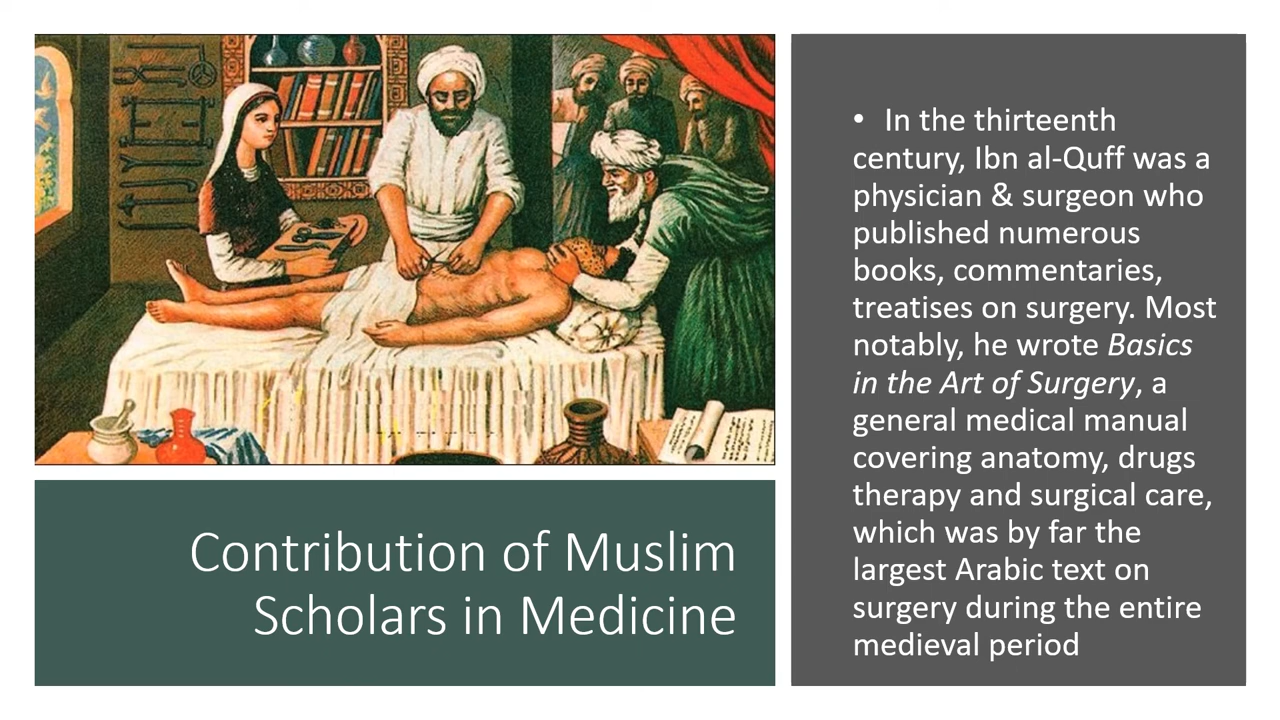 Contribution of Muslim
Scholars in Medicine
• In the thirteenth
century, Ibn al-Quff was a
physician & surgeon who
published numerous
books, commentaries,
treatises on surgery. Most
notably, he wrote Basics
in the Art of Surgery, a
general medical manual
covering anatomy, drugs
therapy and surgical care,
which was by far the
largest Arabic text on
surgery during the entire
medieval period